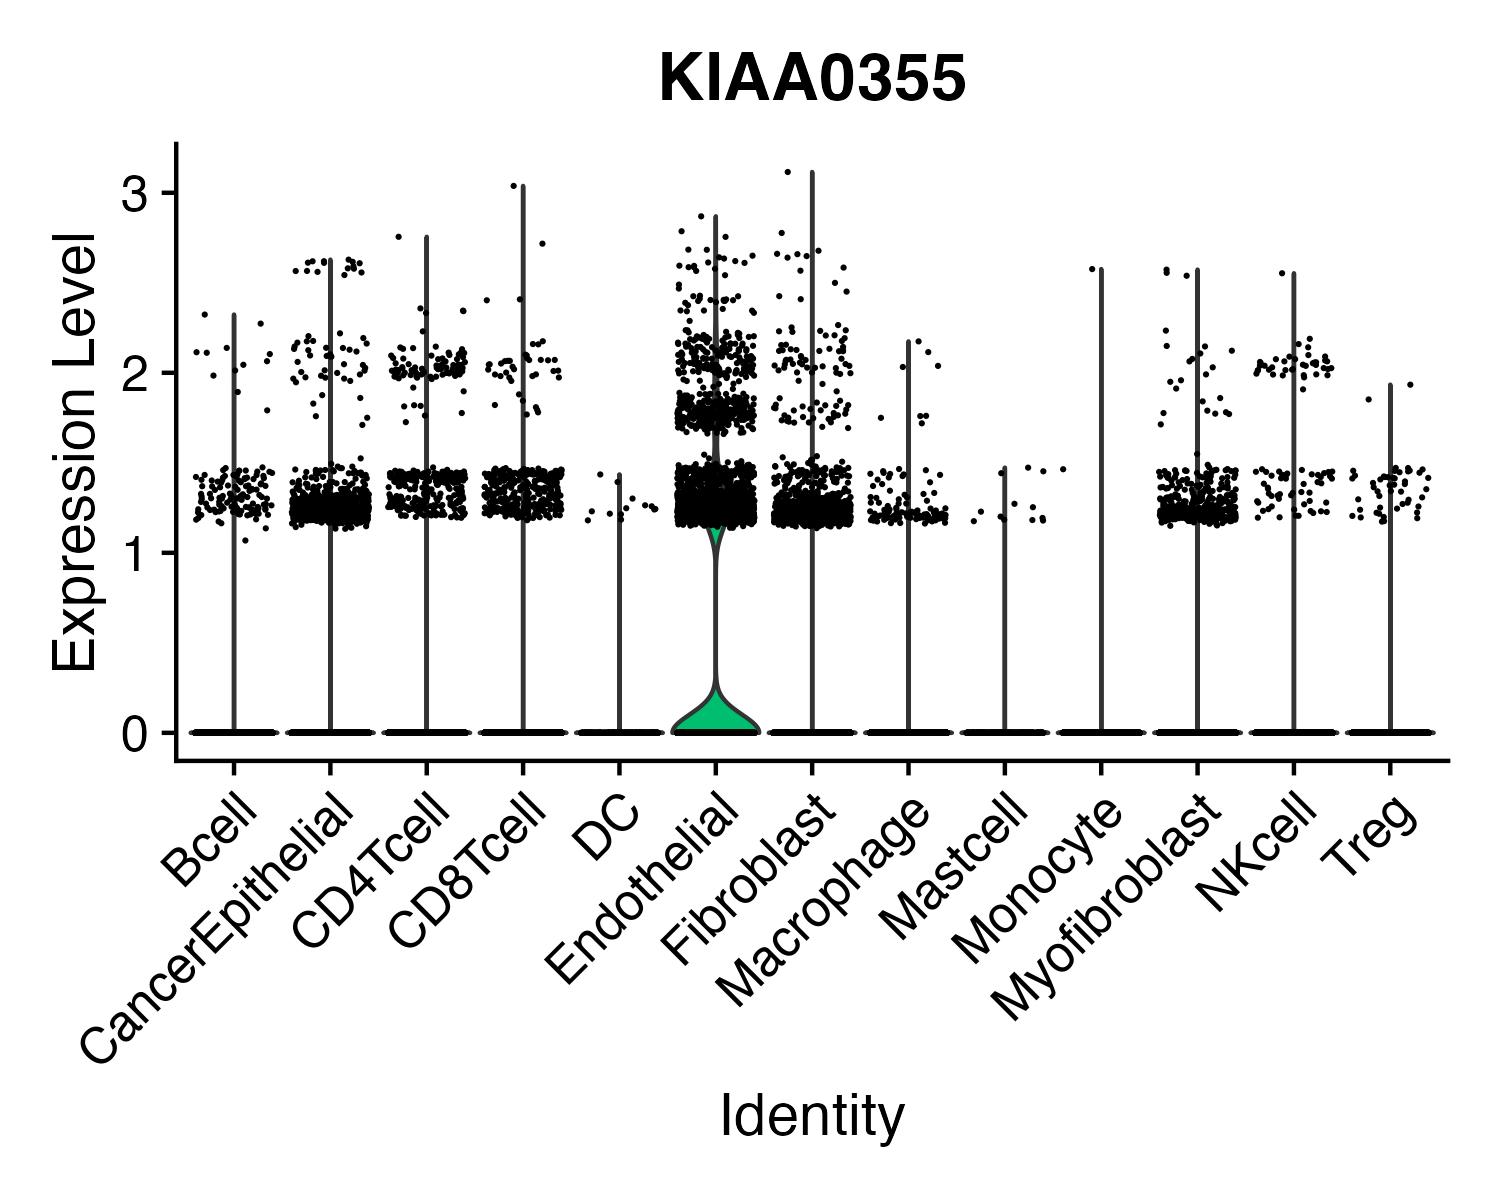 KIAA0355
Expression Level
3
2
1
0
Bcell
CancerEpithelial
CD4Tcell
CD8Tcell
DC
Endothelial
Fibroblast
Macrophage
Mastcell
Monocyte
Myofibroblast
NKcell
Treg
Identity